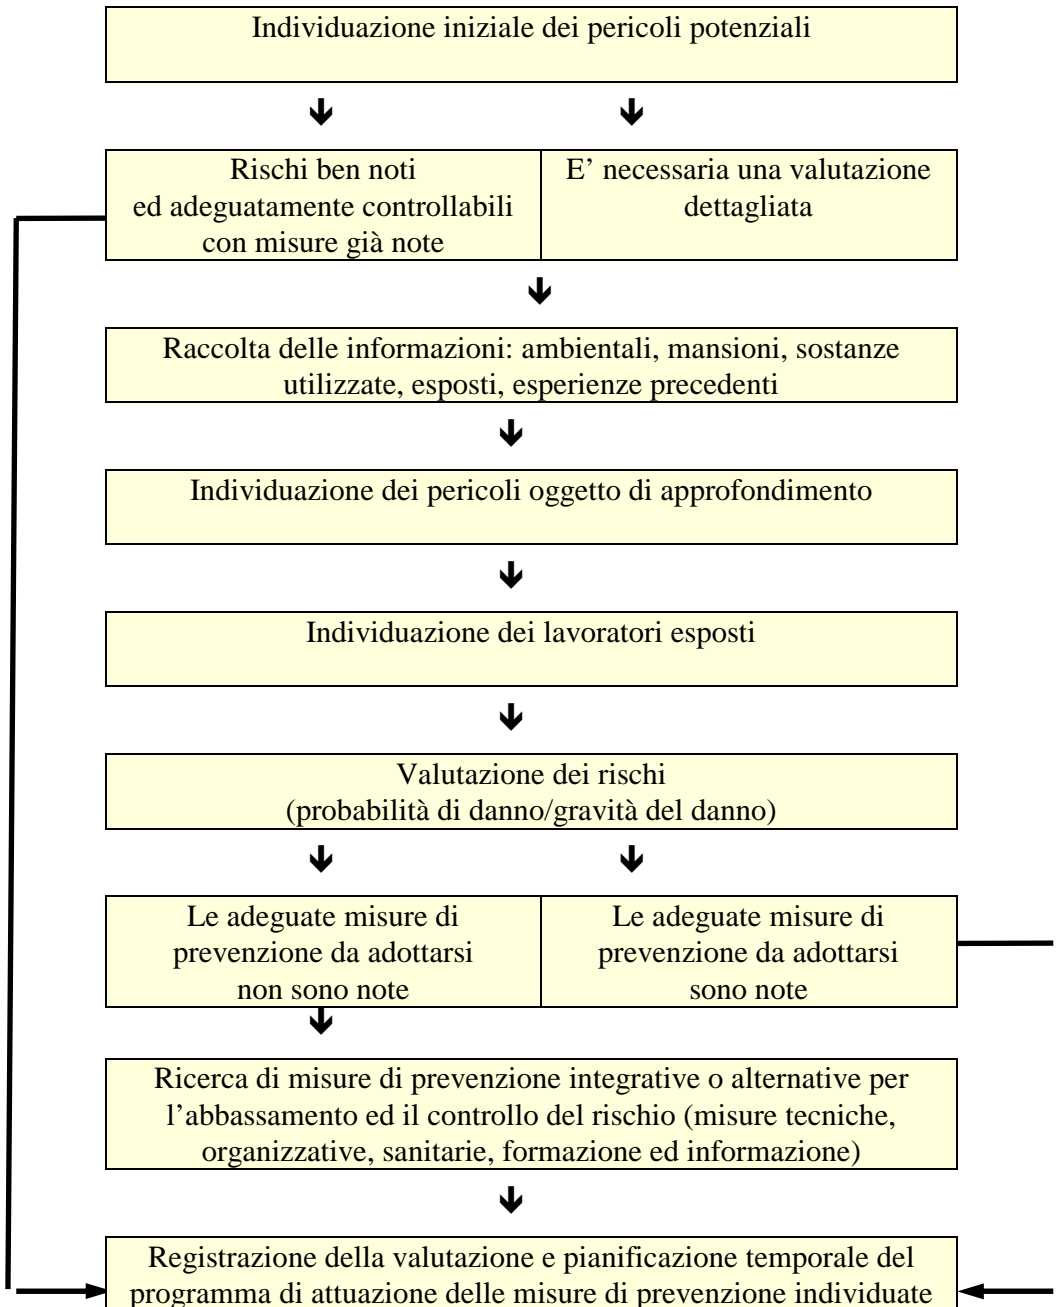 Individuazione iniziale dei pericoli potenziali
Rischi ben noti
ed adeguatamente controllabili
con misure già note
E' necessaria una valutazione
dettagliata
Raccolta delle informazioni: ambientali, mansioni, sostanze
utilizzate, esposti, esperienze precedenti
Individuazione dei pericoli oggetto di approfondimento
Individuazione dei lavoratori esposti
Valutazione dei rischi
(probabilità di danno/gravità del danno)
Le adeguate misure di
prevenzione da adottarsi
non sono note
Le adeguate misure di
prevenzione da adottarsi
sono note
Ricerca di misure di prevenzione integrative o alternative per
l'abbassamento ed il controllo del rischio (misure tecniche,
organizzative, sanitarie, formazione ed informazione)
Registrazione della valutazione e pianificazione temporale del
programma di attuazione delle misure di prevenzione individuate